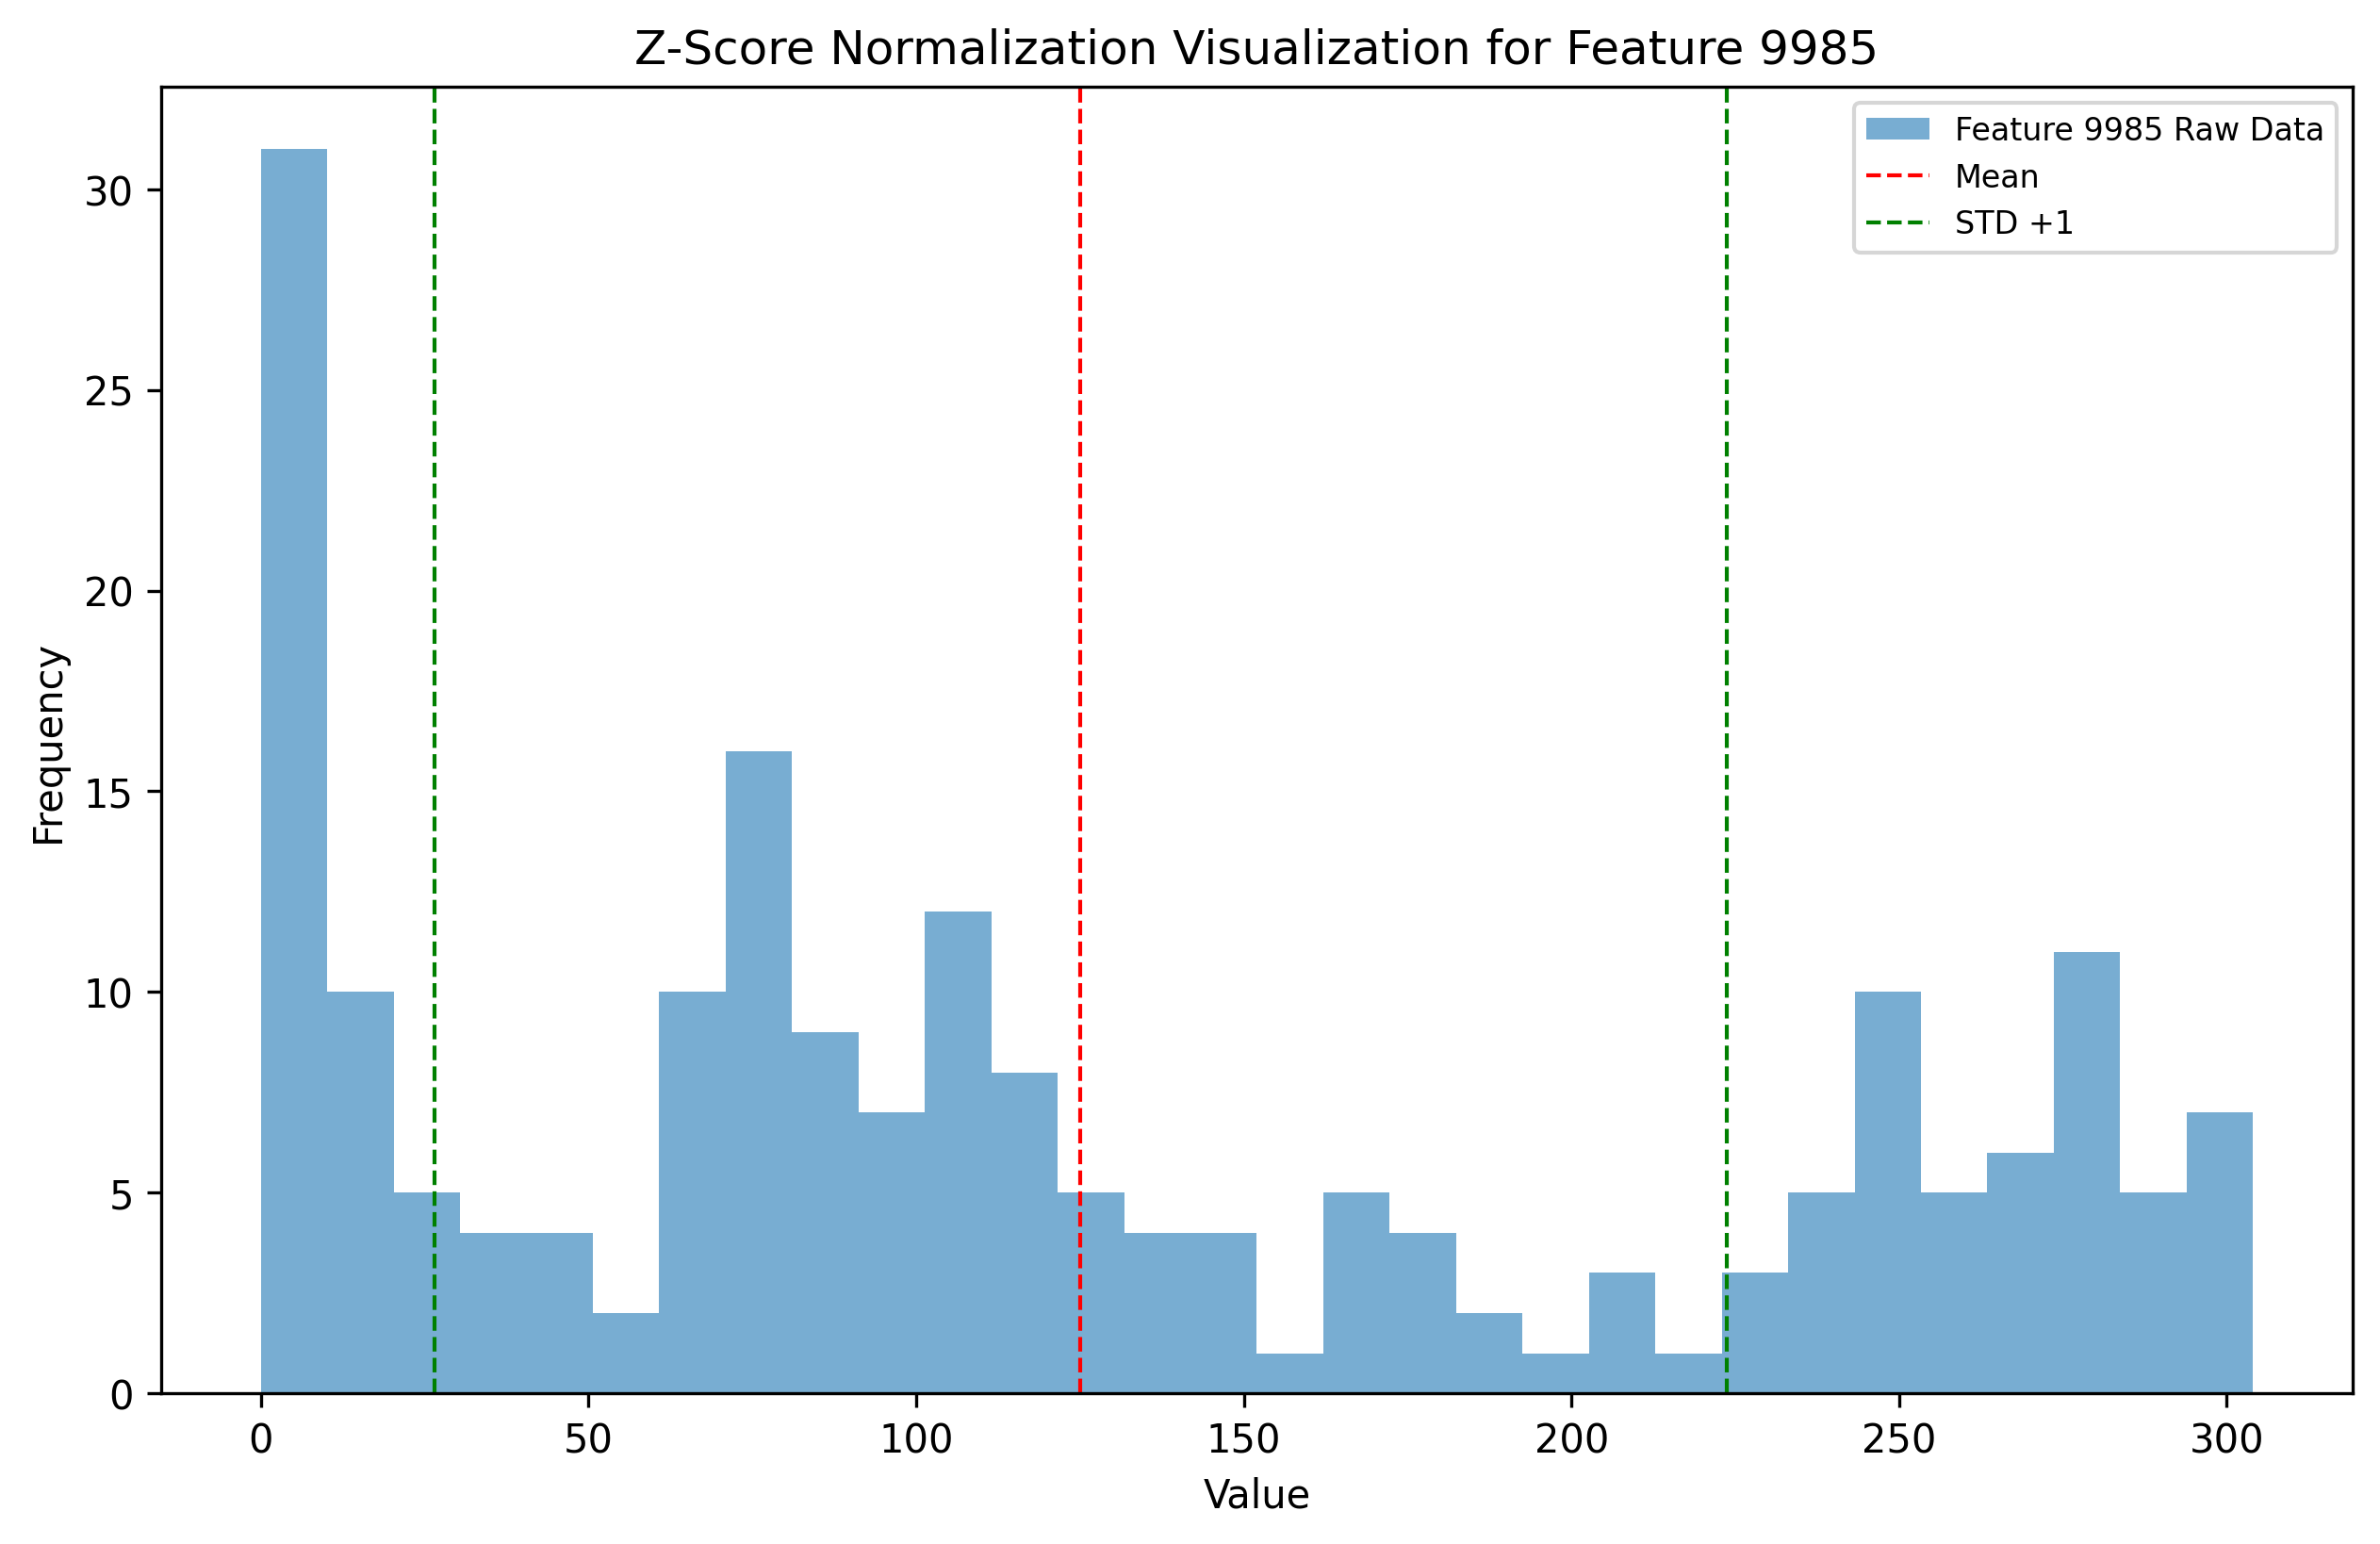 Z-Score Normalization Visualization for Feature 9985
Feature 9985 Raw Data
Mean
STD +1
Frequency
30
25
20
15
10
5
0
0 50 100 150 200 250 300
Value